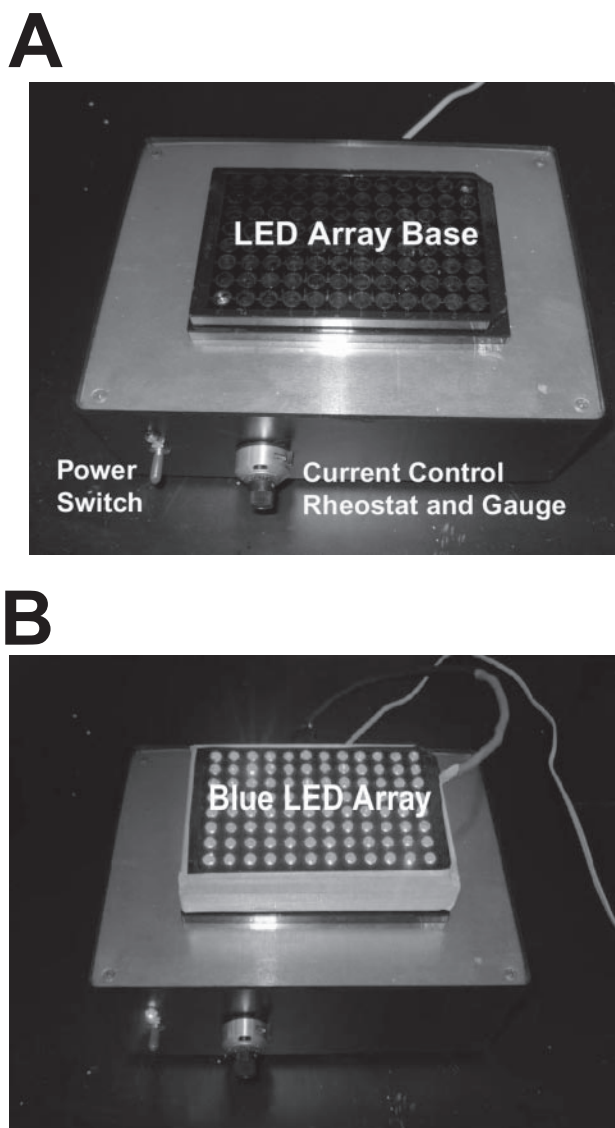 A
LED Array Base
Power
Switch
Current Control
Rheostat and Gauge
B
Blue LED Array